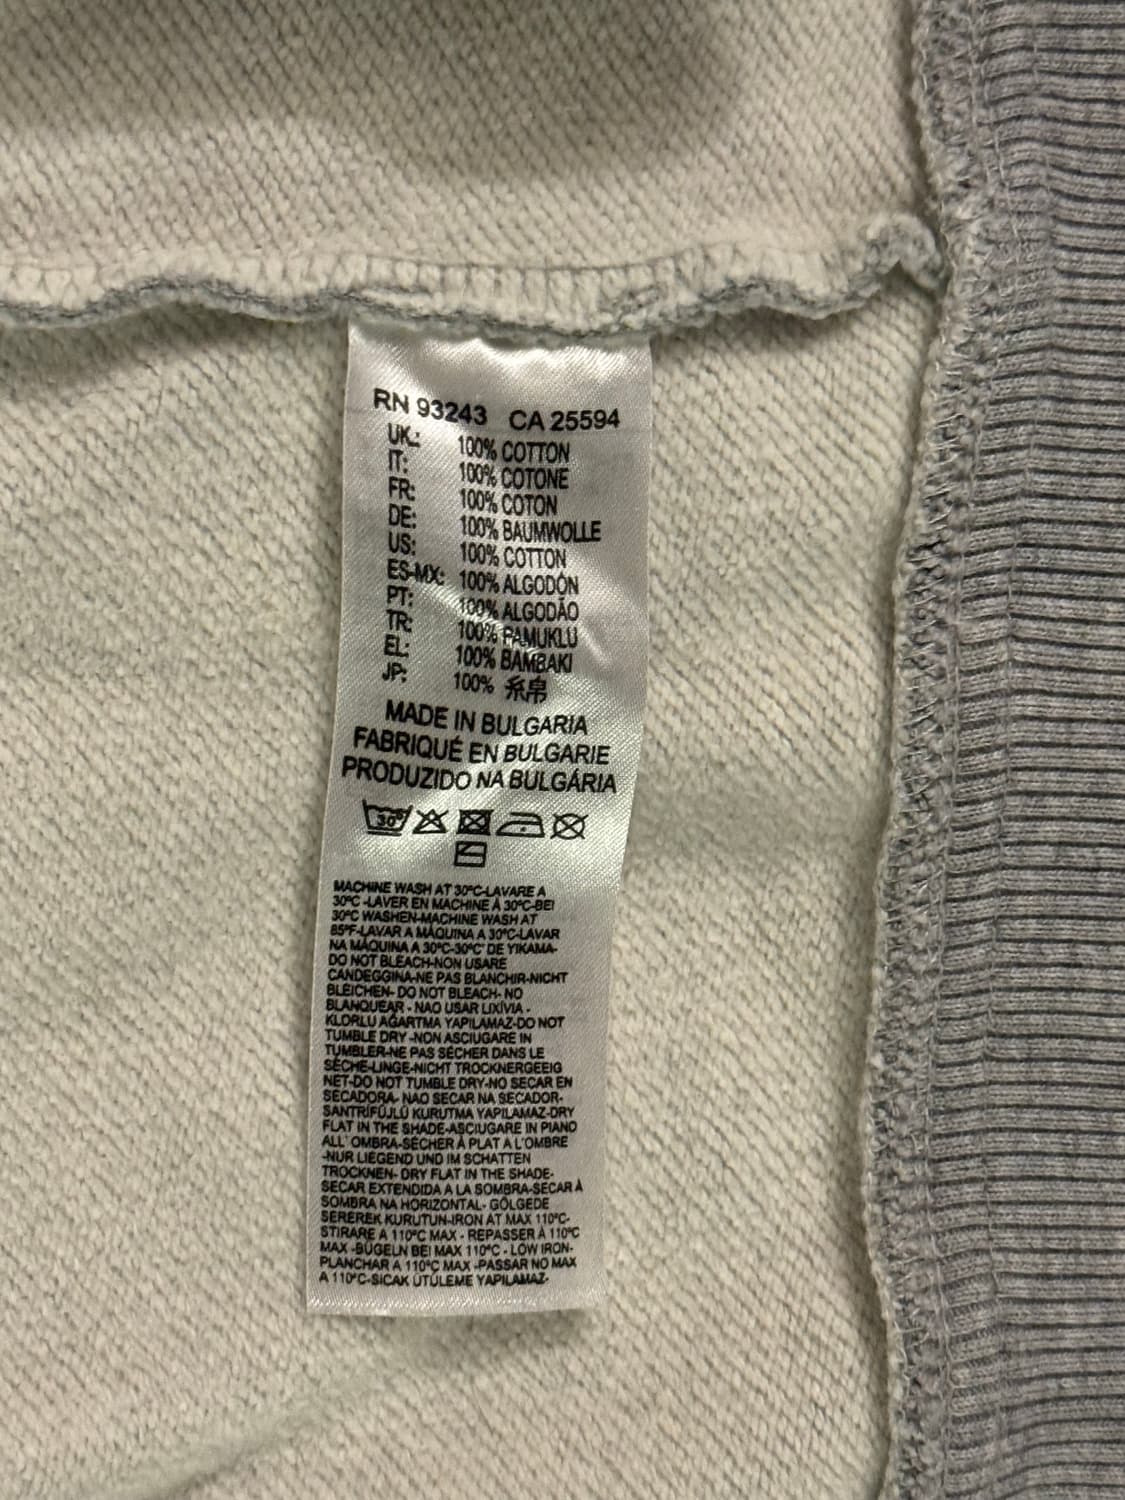 RN 93243 CA 25594
UK: 100% COTTON
IT: 100% COTONE
FR: 100% COTON
DE: 100% BAUMWOLLE
US: 100% COTTON
ES-MX: 100% ALGODÓN
PT: 100% ALGODÃO
TR: 100% PAMUKLU
EL: 100% BAMBAKI
JP: 100% 糸帛
MADE IN BULGARIA
FABRIQUÉ EN BULGARIE
PRODUZIDO NA BULGÁRIA
30°
MACHINE WASH AT 30°C-LAVARE A
30°C -LAVER EN MACHINE À 30°C-BEI
30°C WASHEN-MACHINE WASH AT
85°F-LAVAR A MÁQUINA A 30°C-LAVAR
NA MÁQUINA A 30°C-30°C' DE YIKAMA-
DO NOT BLEACH-NON USARE
CANDEGGINA-NE PAS BLANCHIR-NICHT
BLEICHEN- DO NOT BLEACH- NO
BLANQUEAR - NAO USAR LIXÍVIA -
KLORLU AĞARTMA YAPILAMAZ-DO NOT
TUMBLE DRY -NON ASCIUGARE IN
TUMBLER-NE PAS SÉCHER DANS LE
SÈCHE-LINGE-NICHT TROCKNERGEEIG
NET-DO NOT TUMBLE DRY-NO SECAR EN
SECADORA- NAO SECAR NA SECADOR-
SANTRİFÜJLÜ KURUTMA YAPILAMAZ-DRY
FLAT IN THE SHADE-ASCIUGARE IN PIANO
ALL' OMBRA-SÉCHER À PLAT A L'OMBRE
-NUR LIEGEND UND IM SCHATTEN
TROCKNEN- DRY FLAT IN THE SHADE-
SECAR EXTENDIDA A LA SOMBRA-SECAR À
SOMBRA NA HORIZONTAL- GÖLGEDE
SEREREK KURUTUN-IRON AT MAX 110°C-
STIRARE A 110°C MAX - REPASSER À 110°C
MAX -BÜGELN BEI MAX 110°C - LOW IRON-
PLANCHAR A 110°C MAX -PASSAR NO MAX
A 110°C-SICAK ÜTÜLEME YAPILAMAZ-